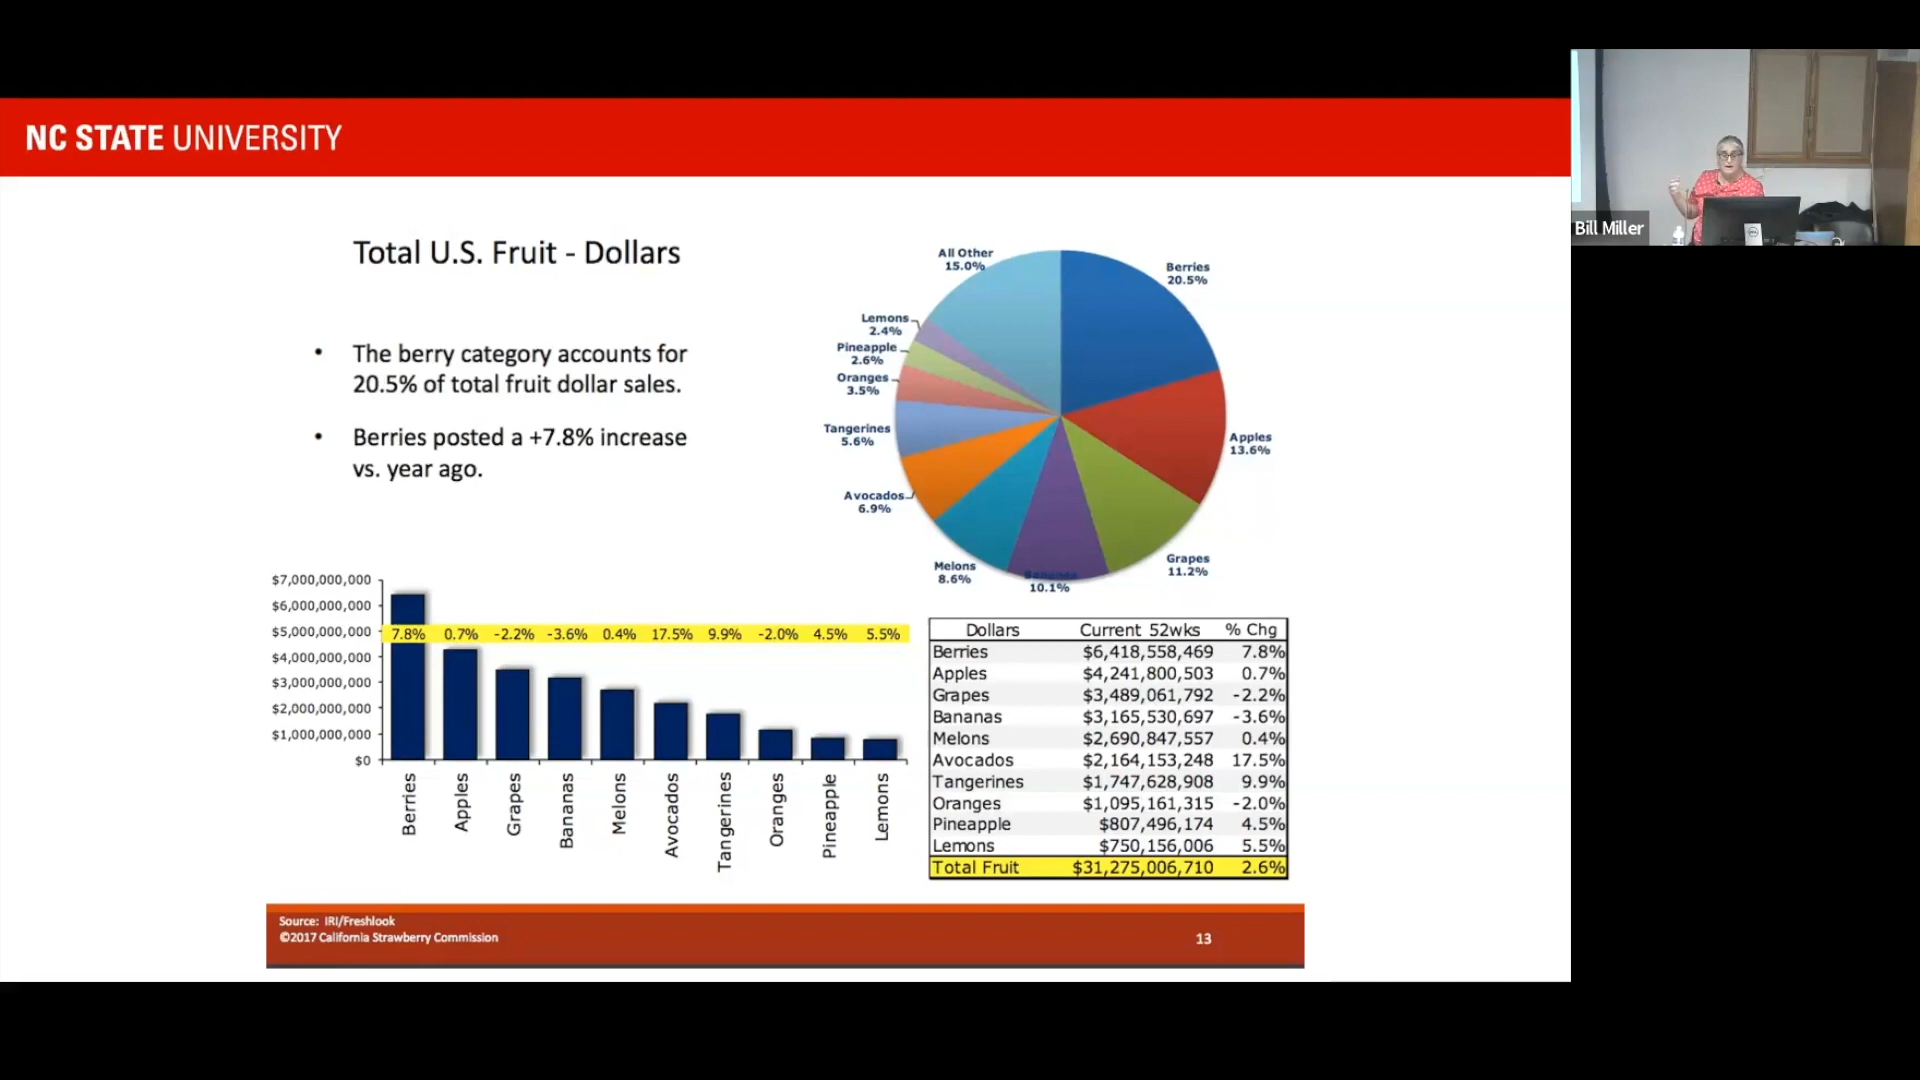 NC STATE UNIVERSITY
Bill Miller
Total U.S. Fruit - Dollars
• The berry category accounts for
20.5% of total fruit dollar sales.
• Berries posted a +7.8% increase
vs. year ago.
All Other
15.0%
Berries
20.5%
Lemons
2.4%
Pineapple
2.6%
Oranges
3.5%
Tangerines
5.6%
Apples
13.6%
Avocados
6.9%
Melons
8.6%
Bananas
10.1%
Grapes
11.2%
$7,000,000,000
$6,000,000,000
$5,000,000,000
$4,000,000,000
$3,000,000,000
$2,000,000,000
$1,000,000,000
$0
7.8% 0.7% -2.2% -3.6% 0.4% 17.5% 9.9% -2.0% 4.5% 5.5%
Berries
Apples
Grapes
Bananas
Melons
Avocados
Tangerines
Oranges
Pineapple
Lemons
Dollars Current 52wks % Chg
Berries $6,418,558,469 7.8%
Apples $4,241,800,503 0.7%
Grapes $3,489,061,792 -2.2%
Bananas $3,165,530,697 -3.6%
Melons $2,690,847,557 0.4%
Avocados $2,164,153,248 17.5%
Tangerines $1,747,628,908 9.9%
Oranges $1,095,161,315 -2.0%
Pineapple $807,496,174 4.5%
Lemons $750,156,006 5.5%
Total Fruit $31,275,006,710 2.6%
Source: IRI/Freshlook
©2017 California Strawberry Commission
13